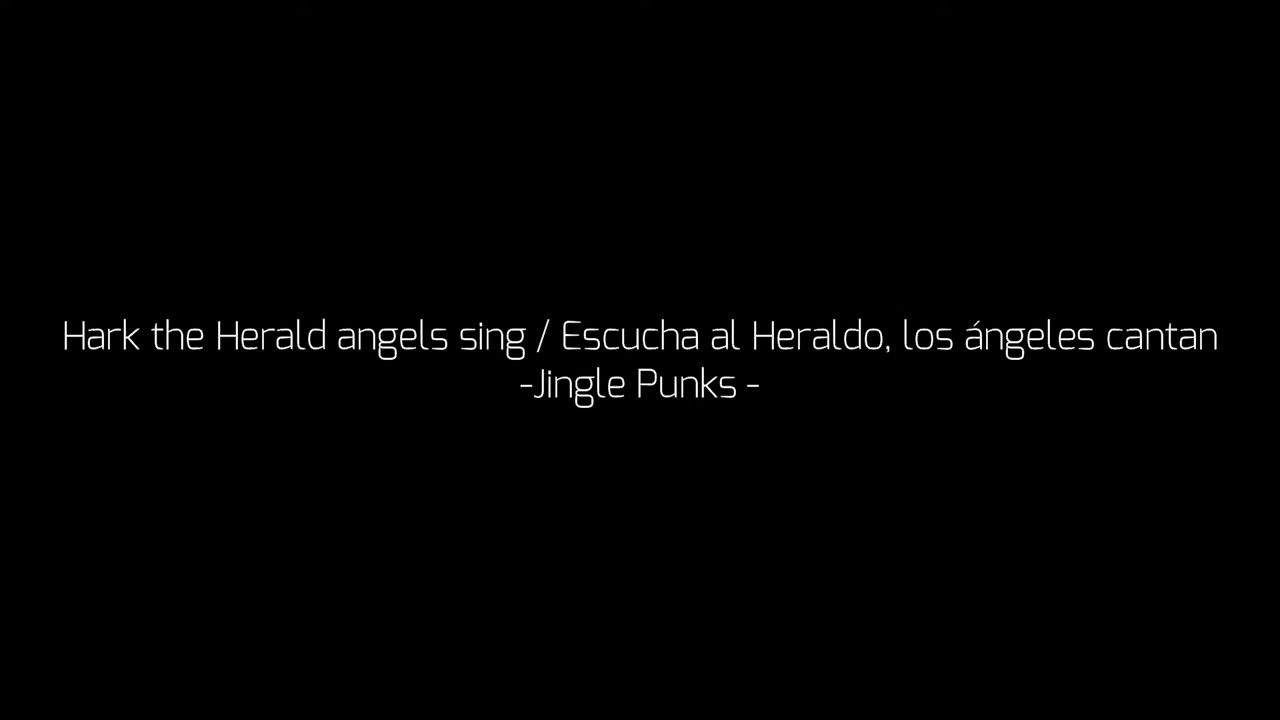 Hark the Herald angels sing / Escucha al Heraldo, los ángeles cantan
-Jingle Punks -